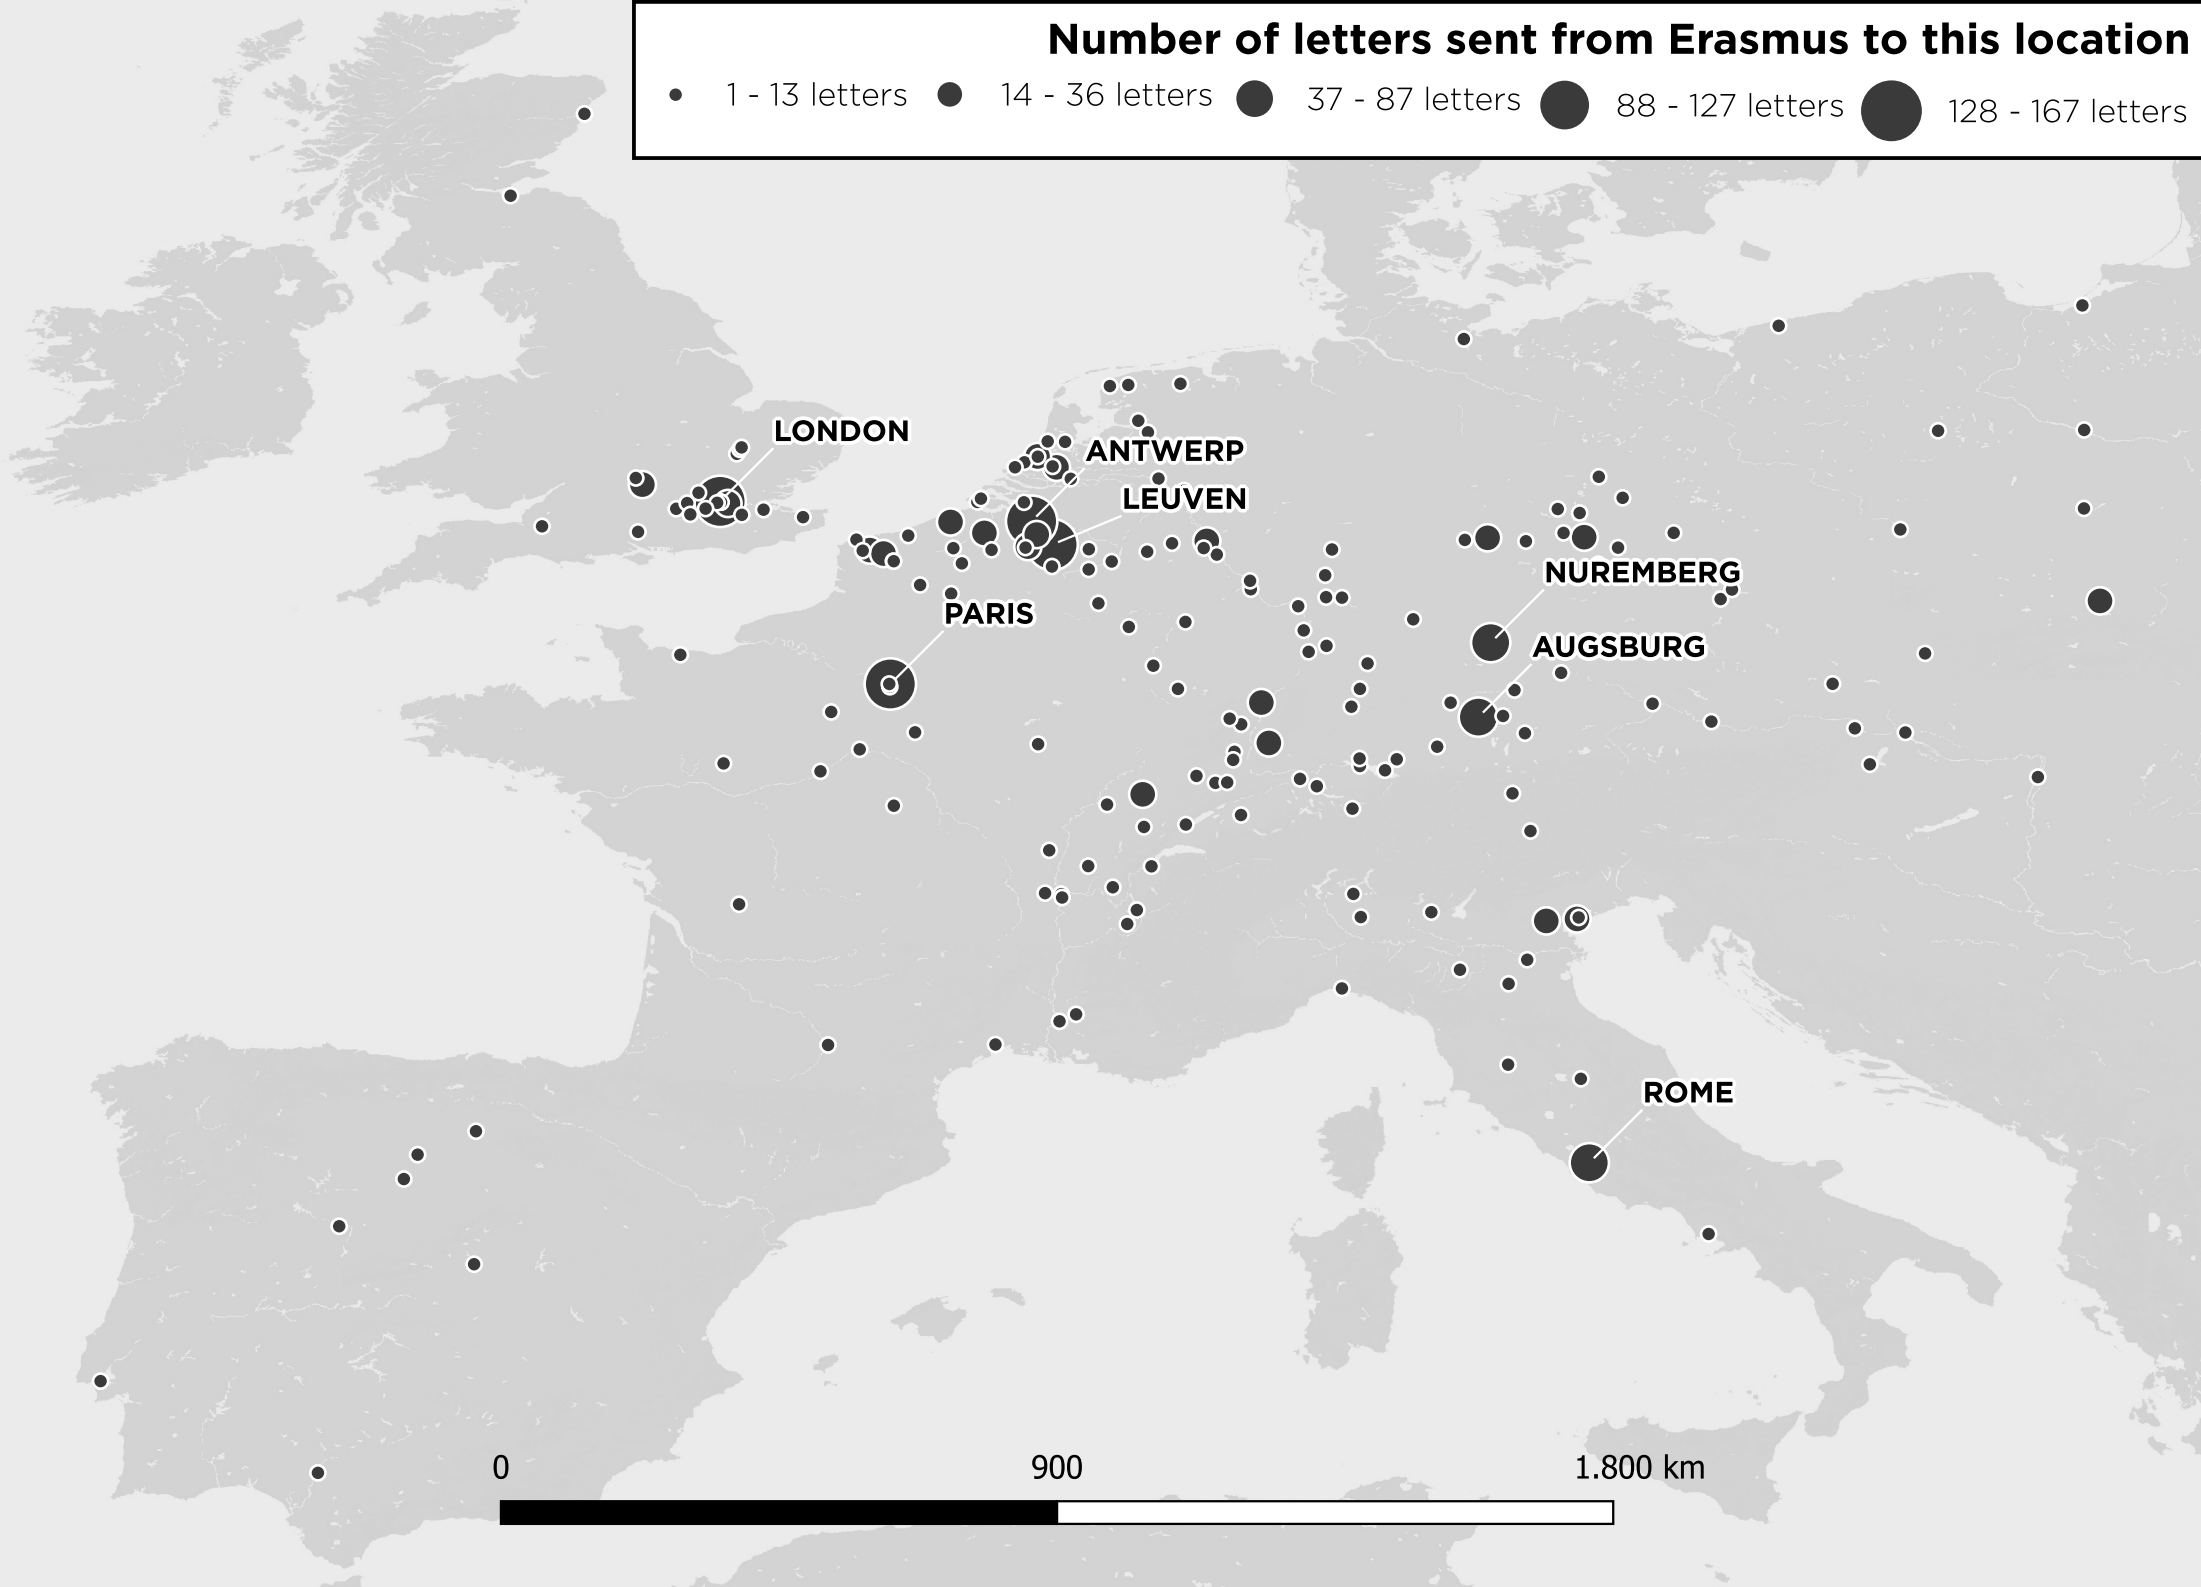 Number of letters sent from Erasmus to this location
1 - 13 letters 14 - 36 letters 37 - 87 letters 88 - 127 letters 128 - 167 letters
LONDON
ANTWERP
LEUVEN
NUREMBERG
PARIS
AUGSBURG
ROME
0 900 1.800 km